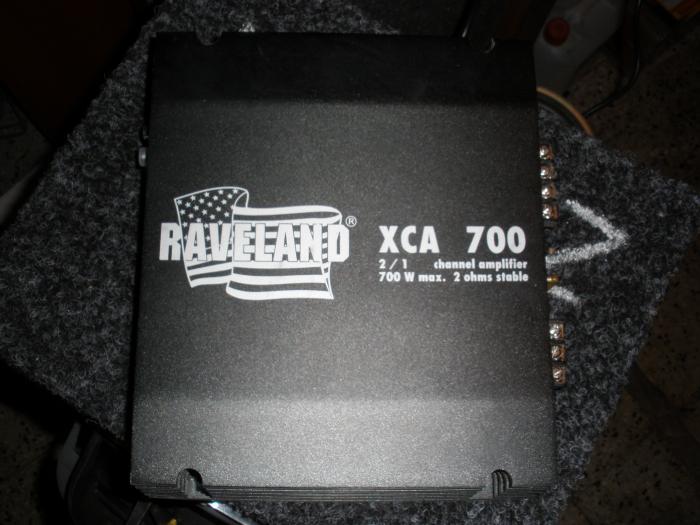 RAVELAND®
XCA 700
2 / 1 channel amplifier
700 W max. 2 ohms stable